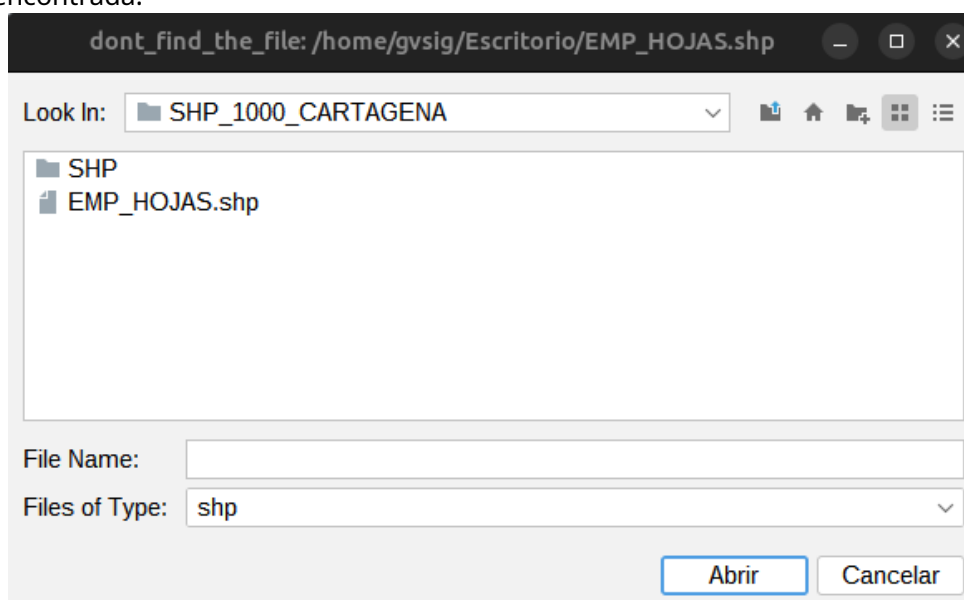 encontrada.
dont_find_the_file: /home/gvsig/Escritorio/EMP_HOJAS.shp
Look In: SHP_1000_CARTAGENA
SHP
EMP_HOJAS.shp
File Name:
Files of Type: shp
Abrir Cancelar